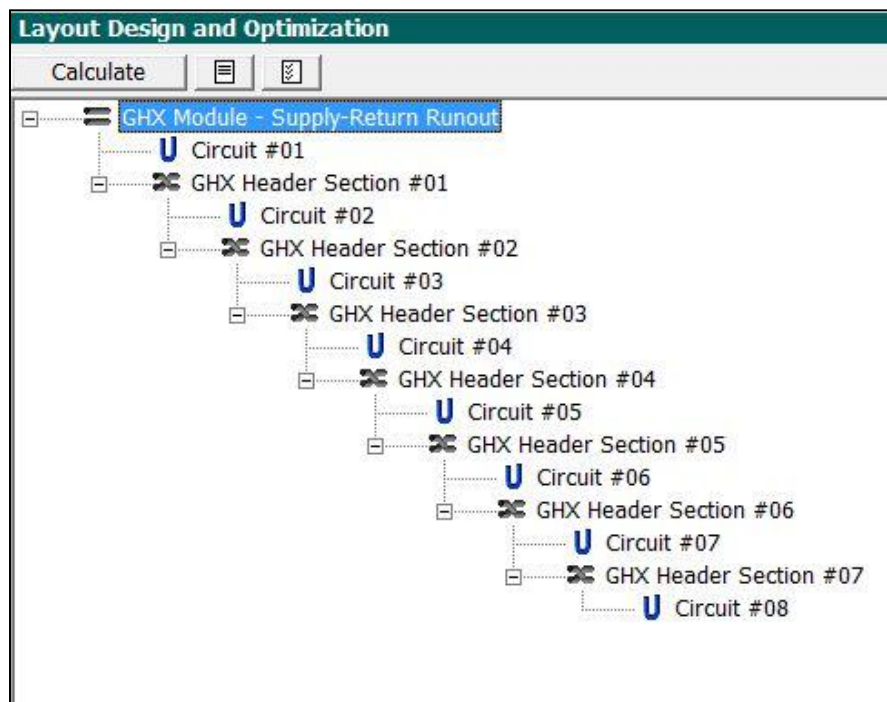 Layout Design and Optimization
Calculate
GHX Module - Supply-Return Runout
Circuit #01
GHX Header Section #01
Circuit #02
GHX Header Section #02
Circuit #03
GHX Header Section #03
Circuit #04
GHX Header Section #04
Circuit #05
GHX Header Section #05
Circuit #06
GHX Header Section #06
Circuit #07
GHX Header Section #07
Circuit #08